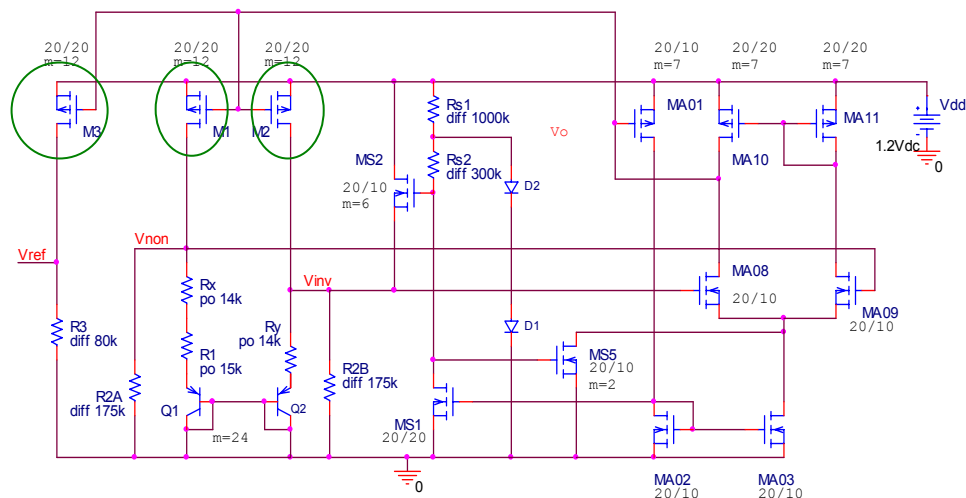 20/20
m=12
20/20
m=12
20/20
m=12
20/10
m=7
20/20
m=7
20/20
m=7
M3
M1
M2
Rs1
diff 1000k
Vo
MA01
MA10
MA11
Vdd
1.2Vdc
0
MS2
20/10
m=6
Rs2
diff 300k
D2
Vref
Vnon
Vinv
MA08
20/10
MA09
20/10
Rx
po 14k
R3
diff 80k
R1
po 15k
Ry
po 14k
D1
MS5
20/10
m=2
R2A
diff 175k
Q1
Q2
m=24
R2B
diff 175k
MS1
20/20
0
MA02
20/10
MA03
20/10